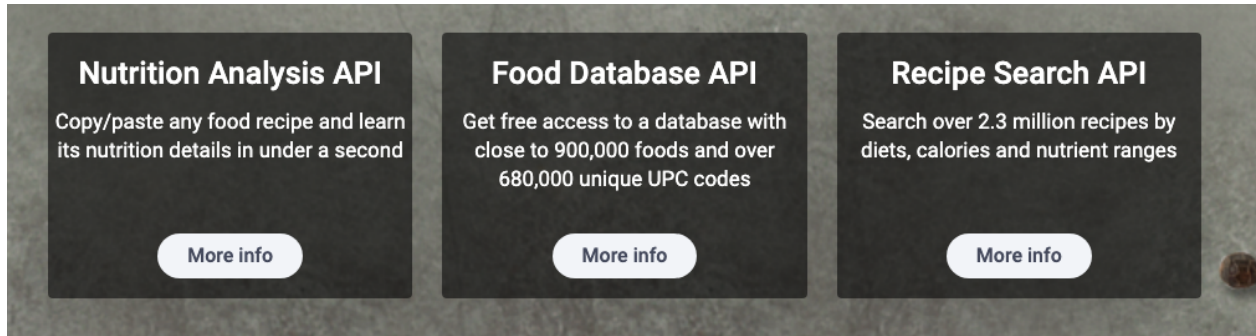 Nutrition Analysis API
Copy/paste any food recipe and learn
its nutrition details in under a second
More info
Food Database API
Get free access to a database with
close to 900,000 foods and over
680,000 unique UPC codes
More info
Recipe Search API
Search over 2.3 million recipes by
diets, calories and nutrient ranges
More info